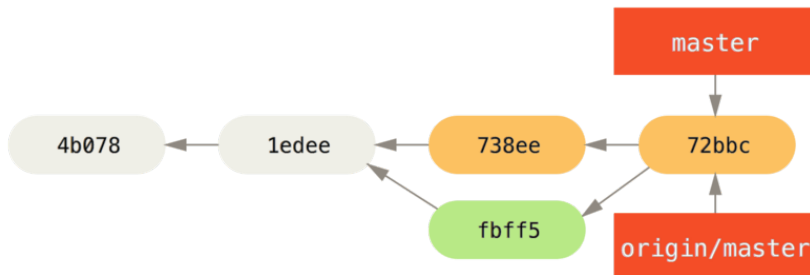 master
4b078
1edee
738ee
72bbc
fbff5
origin/master